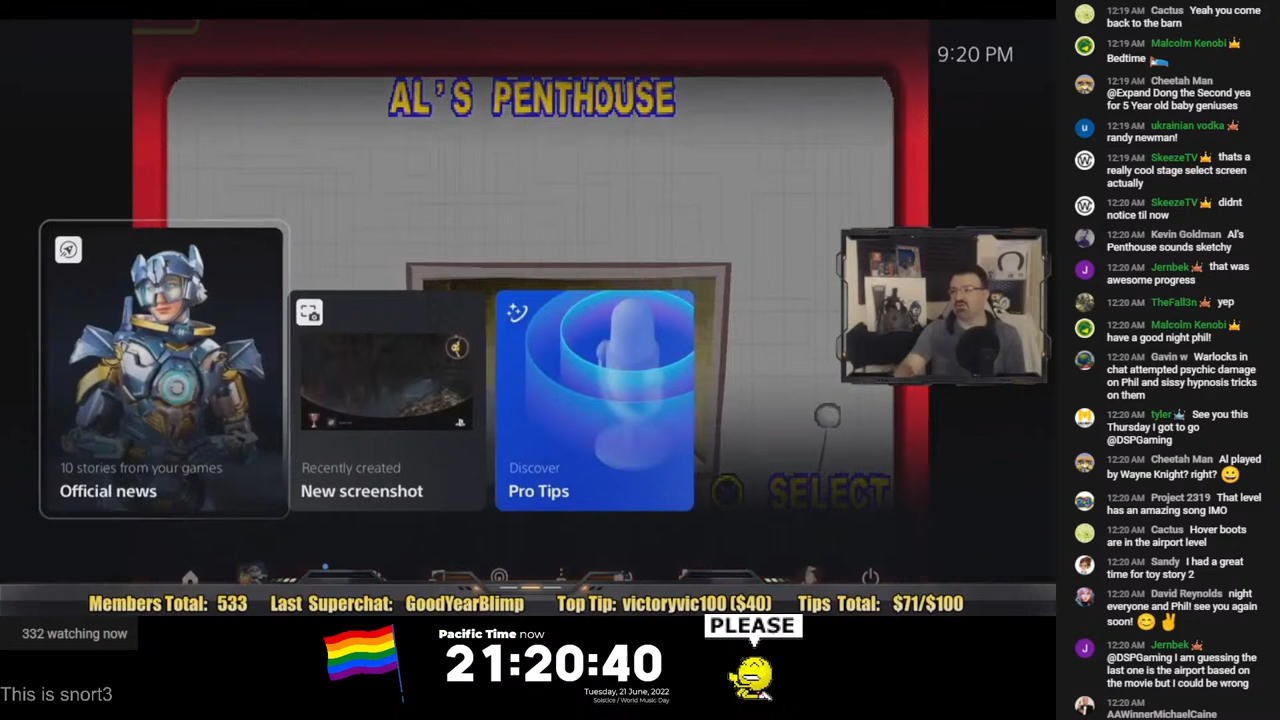 AL'S PENTHOUSE
9:20 PM
10 stories from your games
Official news
Recently created
New screenshot
Discover
Pro Tips
SELECT
Members Total: 533
Last Superchat: GoodYearBlimp
Top Tip: victoryvic100 ($40)
Tips Total: $71/$100
332 watching now
This is snort3
Pacific Time now
21:20:40
Tuesday, 21 June, 2022
Solstice / World Music Day
PLEASE
12:19 AM Cactus Yeah you come
back to the barn
12:19 AM Malcolm Kenobi
Bedtime
12:19 AM Cheetah Man
@Expand Dong the Second yea
for 5 Year old baby geniuses
12:19 AM ukrainian vodka
randy newman!
12:19 AM SkeezeTV thats a
really cool stage select screen
actually
12:20 AM SkeezeTV didnt
notice til now
12:20 AM Kevin Goldman Al's
Penthouse sounds sketchy
12:20 AM Jernbek that was
awesome progress
12:20 AM TheFall3n yep
12:20 AM Malcolm Kenobi
have a good night phil!
12:20 AM Gavin w Warlocks in
chat attempted psychic damage
on Phil and sissy hypnosis tricks
on them
12:20 AM tyler See you this
Thursday I got to go
@DSPGaming
12:20 AM Cheetah Man Al played
by Wayne Knight? right?
12:20 AM Project 2319 That level
has an amazing song IMO
12:20 AM Cactus Hover boots
are in the airport level
12:20 AM Sandy I had a great
time for toy story 2
12:20 AM David Reynolds night
everyone and Phil! see you again
soon!
12:20 AM Jernbek
@DSPGaming I am guessing the
last one is the airport based on
the movie but I could be wrong
12:20 AM
AAWinnerMichaelCaine